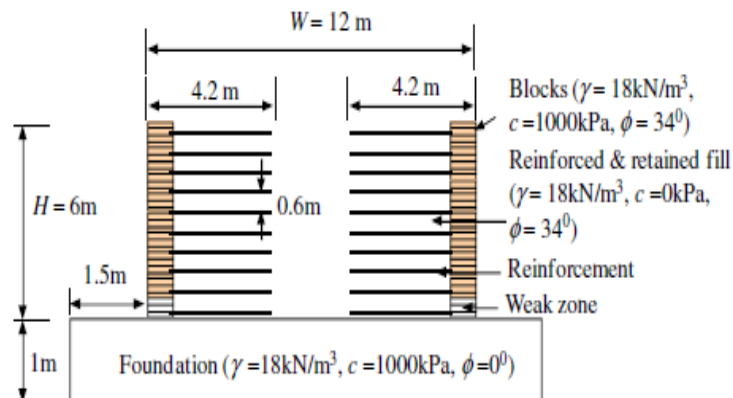 W = 12 m
4.2 m
4.2 m
Blocks (γ = 18kN/m³,
c =1000kPa, ϕ = 34⁰)
Reinforced & retained fill
(γ = 18kN/m³, c =0kPa,
ϕ= 34⁰)
H = 6m
0.6m
1.5m
Reinforcement
Weak zone
1m
Foundation (γ =18kN/m³, c =1000kPa, ϕ=0⁰)